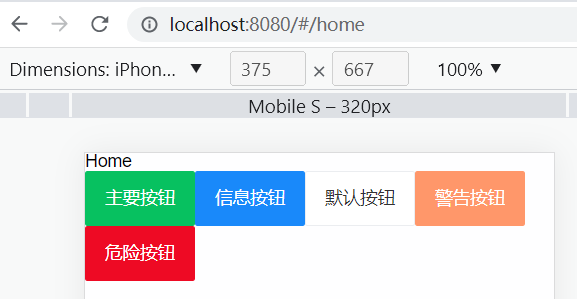 localhost:8080/#/home
Dimensions: iPhon... ▼ 375 × 667 100% ▼
Mobile S – 320px
Home
主要按钮 信息按钮 默认按钮 警告按钮
危险按钮